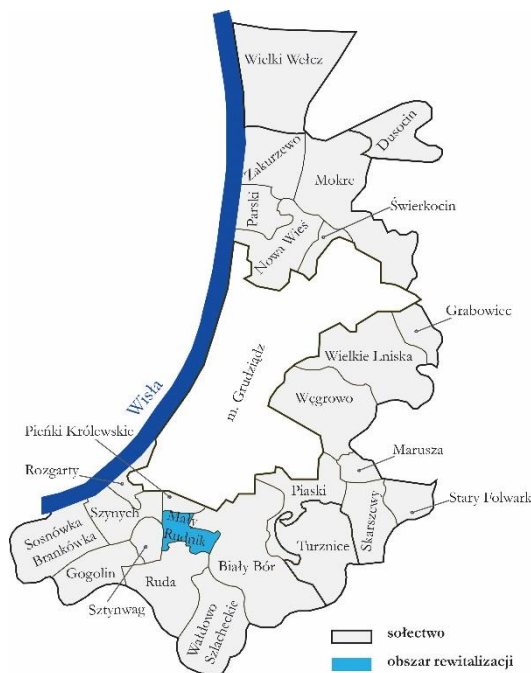 Wielki Wełcz
Dusocin
Zakurzewo
Mokre
Parski
Świerkocin
Nowa Wieś
Grabowiec
Wielkie Lniska
m. Grudziądz
Węgrowo
Wisła
Pieńki Królewskie
Marusza
Rozgarty
Piaski
Stary Folwark
Szynych
Mały
Rudnik
Skarszewy
Sosnówka
Brankówka
Turznice
Biały Bór
Gogolin
Ruda
Sztynwag
Wałdowo
Szlacheckie
sołectwo
obszar rewitalizacji